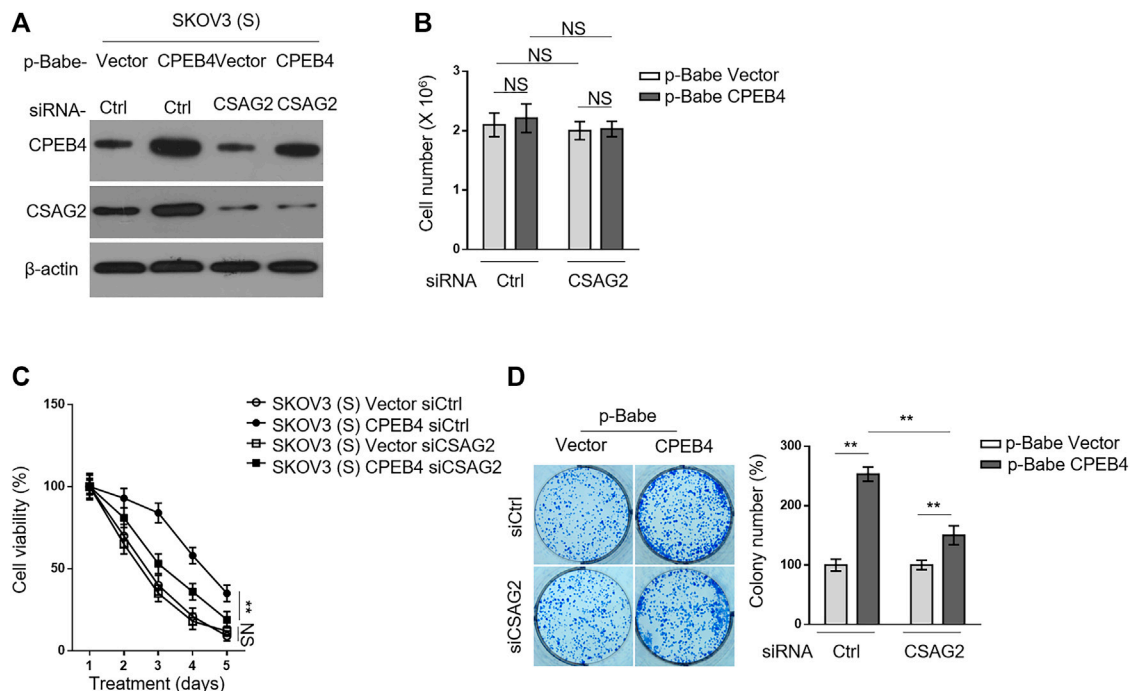 A
SKOV3 (S)
p-Babe- Vector CPEB4 Vector CPEB4
siRNA- Ctrl Ctrl CSAG2 CSAG2
CPEB4
CSAG2
β-actin
B
NS
NS
NS NS
p-Babe Vector
p-Babe CPEB4
Cell number (X 10⁶)
3
2
1
0
siRNA Ctrl CSAG2
C
SKOV3 (S) Vector siCtrl
SKOV3 (S) CPEB4 siCtrl
SKOV3 (S) Vector siCSAG2
SKOV3 (S) CPEB4 siCSAG2
Cell viability (%)
150
100
50
0
**
NS
1 2 3 4 5
Treatment (days)
D
p-Babe
Vector CPEB4
siCtrl
siCSAG2
**
** **
p-Babe Vector
p-Babe CPEB4
Colony number (%)
300
200
100
0
siRNA Ctrl CSAG2